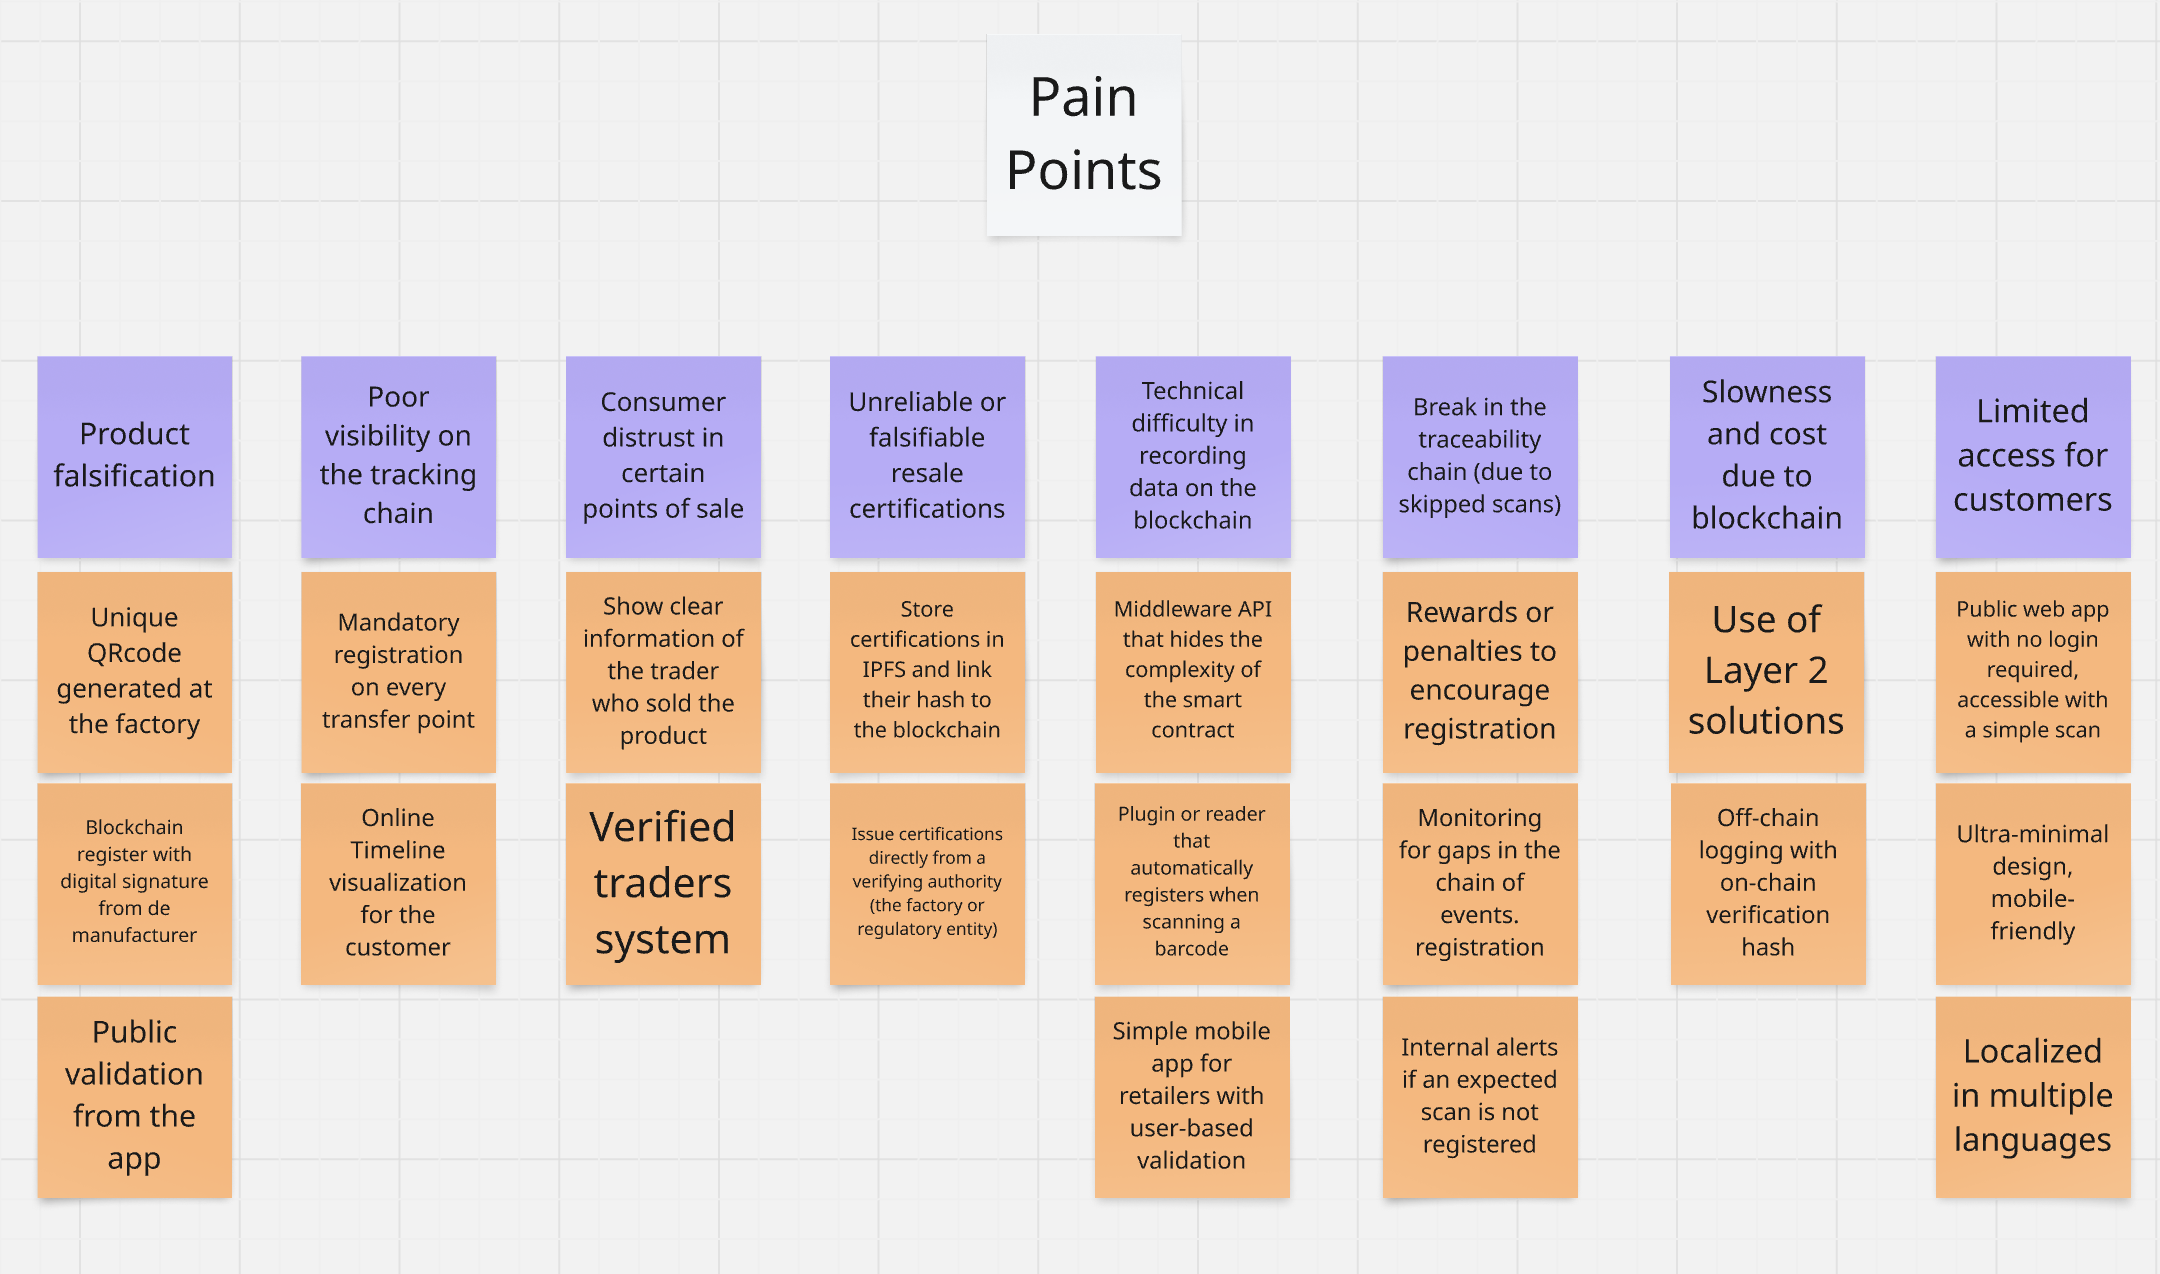 Pain
Points
Product
falsification
Poor
visibility on
the tracking
chain
Consumer
distrust in
certain
points of sale
Unreliable or
falsifiable
resale
certifications
Technical
difficulty in
recording
data on the
blockchain
Break in the
traceability
chain (due to
skipped scans)
Slowness
and cost
due to
blockchain
Limited
access for
customers
Unique
QRcode
generated at
the factory
Mandatory
registration
on every
transfer point
Show clear
information of
the trader
who sold the
product
Store
certifications in
IPFS and link
their hash to
the blockchain
Middleware API
that hides the
complexity of
the smart
contract
Rewards or
penalties to
encourage
registration
Use of
Layer 2
solutions
Public web app
with no login
required,
accessible with
a simple scan
Blockchain
register with
digital signature
from de
manufacturer
Online
Timeline
visualization
for the
customer
Verified
traders
system
Issue certifications
directly from a
verifying authority
(the factory or
regulatory entity)
Plugin or reader
that
automatically
registers when
scanning a
barcode
Monitoring
for gaps in the
chain of
events.
registration
Off-chain
logging with
on-chain
verification
hash
Ultra-minimal
design,
mobile-
friendly
Public
validation
from the
app
Simple mobile
app for
retailers with
user-based
validation
Internal alerts
if an expected
scan is not
registered
Localized
in multiple
languages